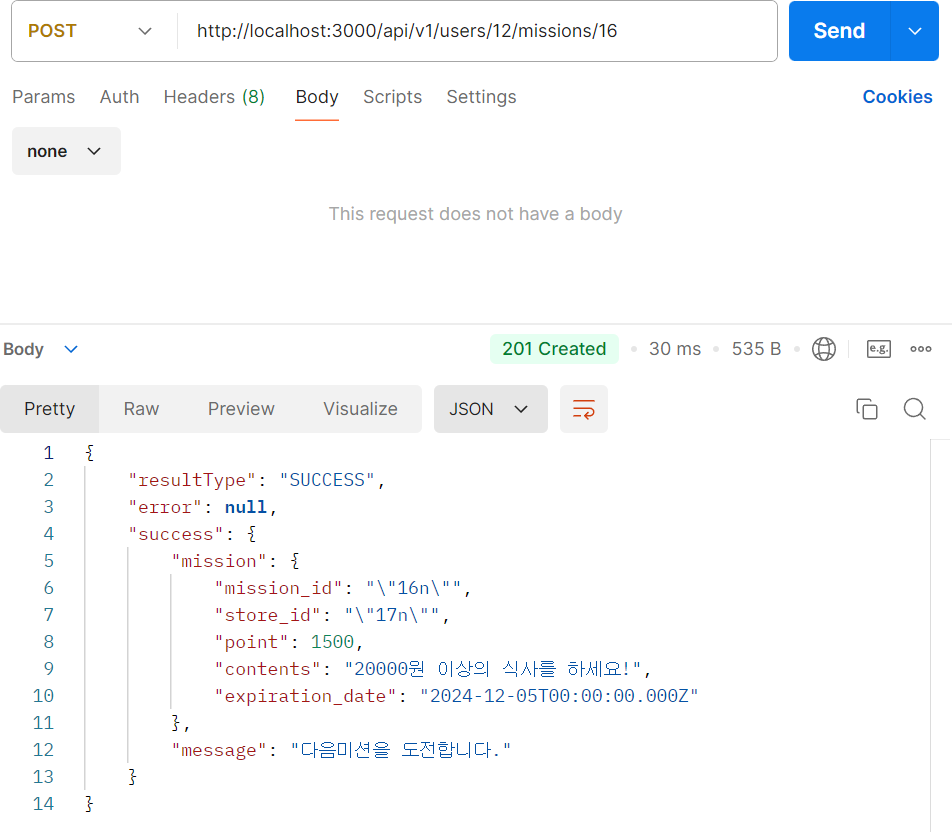 POST http://localhost:3000/api/v1/users/12/missions/16 Send
Params Auth Headers (8) Body Scripts Settings Cookies
none
This request does not have a body
Body 201 Created 30 ms 535 B e.g.
Pretty Raw Preview Visualize JSON
1 {
2 "resultType": "SUCCESS",
3 "error": null,
4 "success": {
5 "mission": {
6 "mission_id": "\"16n\"",
7 "store_id": "\"17n\"",
8 "point": 1500,
9 "contents": "20000원 이상의 식사를 하세요!",
10 "expiration_date": "2024-12-05T00:00:00.000Z"
11 },
12 "message": "다음미션을 도전합니다."
13 }
14 }